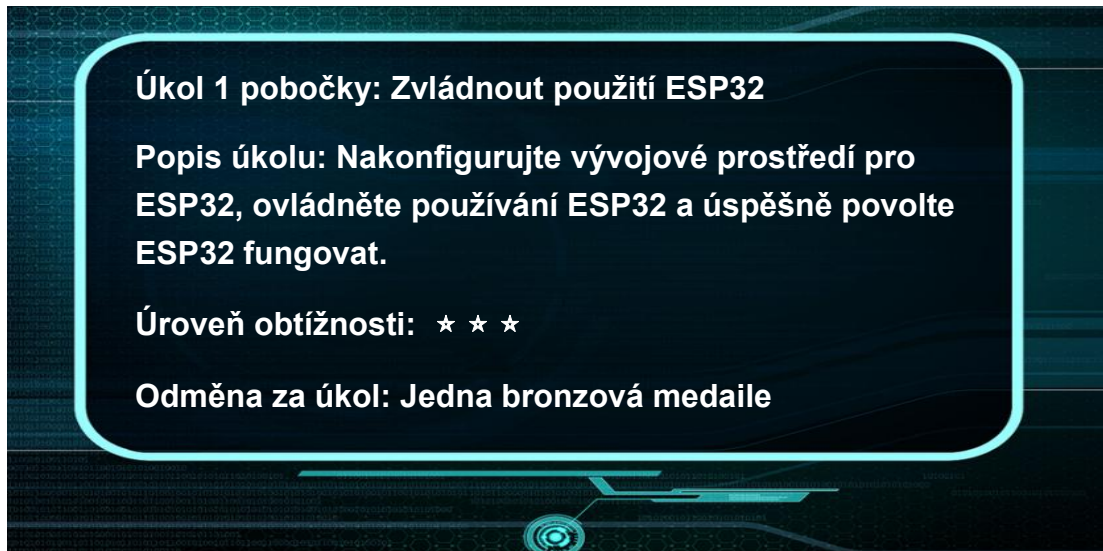 Úkol 1 pobočky: Zvládnout použití ESP32
Popis úkolu: Nakonfigurujte vývojové prostředí pro
ESP32, ovládněte používání ESP32 a úspěšně povolte
ESP32 fungovat.
Úroveň obtížnosti: ★ ★ ★
Odměna za úkol: Jedna bronzová medaile